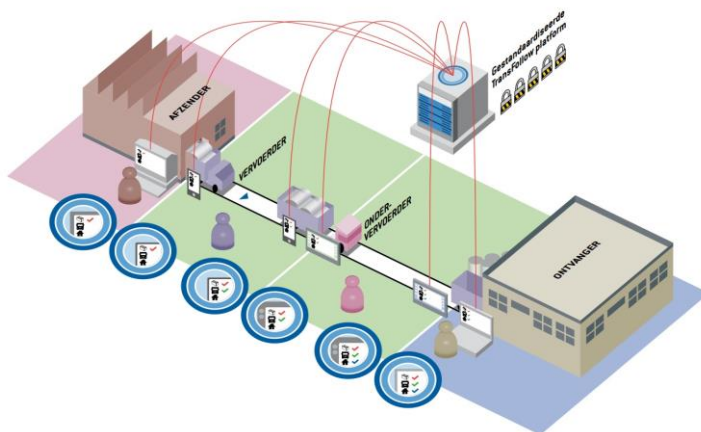 Gestandaardiseerde
TransFollow platform
AFZENDER
VERVOERDER
ONDER-
VERVOERDER
ONTVANGER